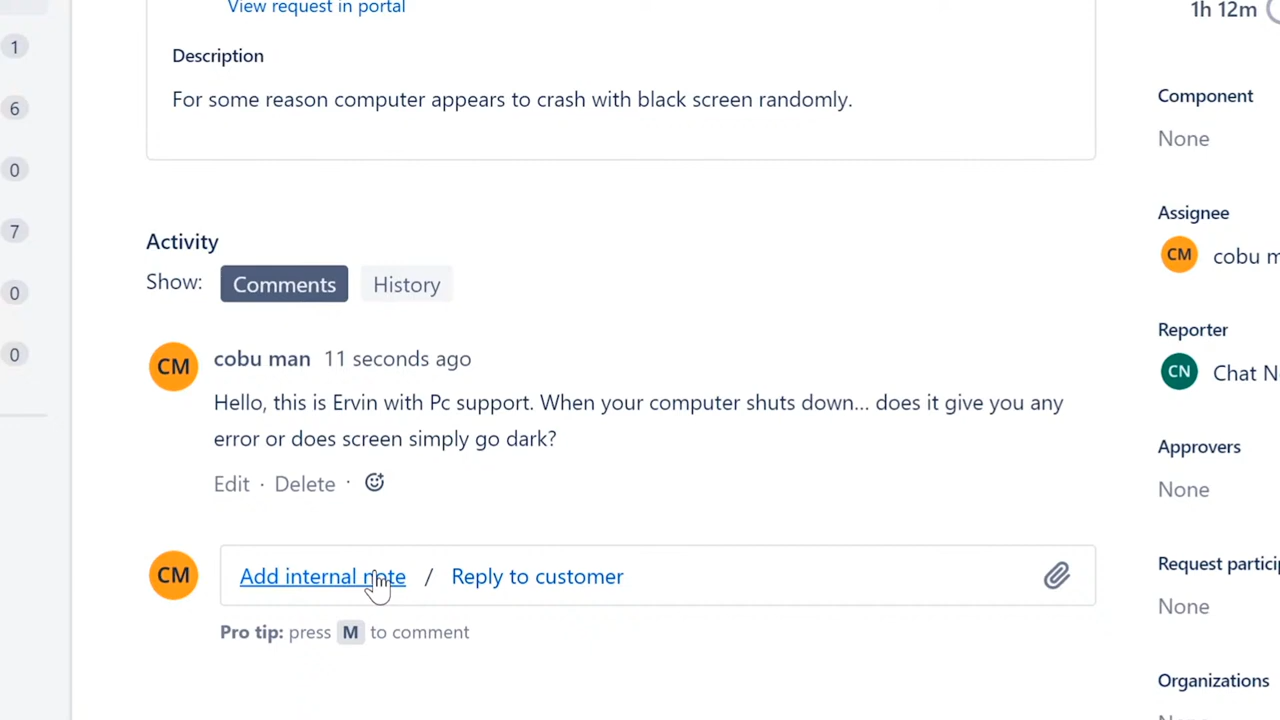 View request in portal
1h 12m
1
Description
6
For some reason computer appears to crash with black screen randomly.
Component
None
0
Assignee
7
Activity
CM cobu m
Show: Comments History
0
Reporter
0
CM cobu man 11 seconds ago
CN Chat N
Hello, this is Ervin with Pc support. When your computer shuts down... does it give you any
error or does screen simply go dark?
Approvers
None
Edit · Delete ·
CM Add internal note / Reply to customer
Request particip
None
Pro tip: press M to comment
Organizations